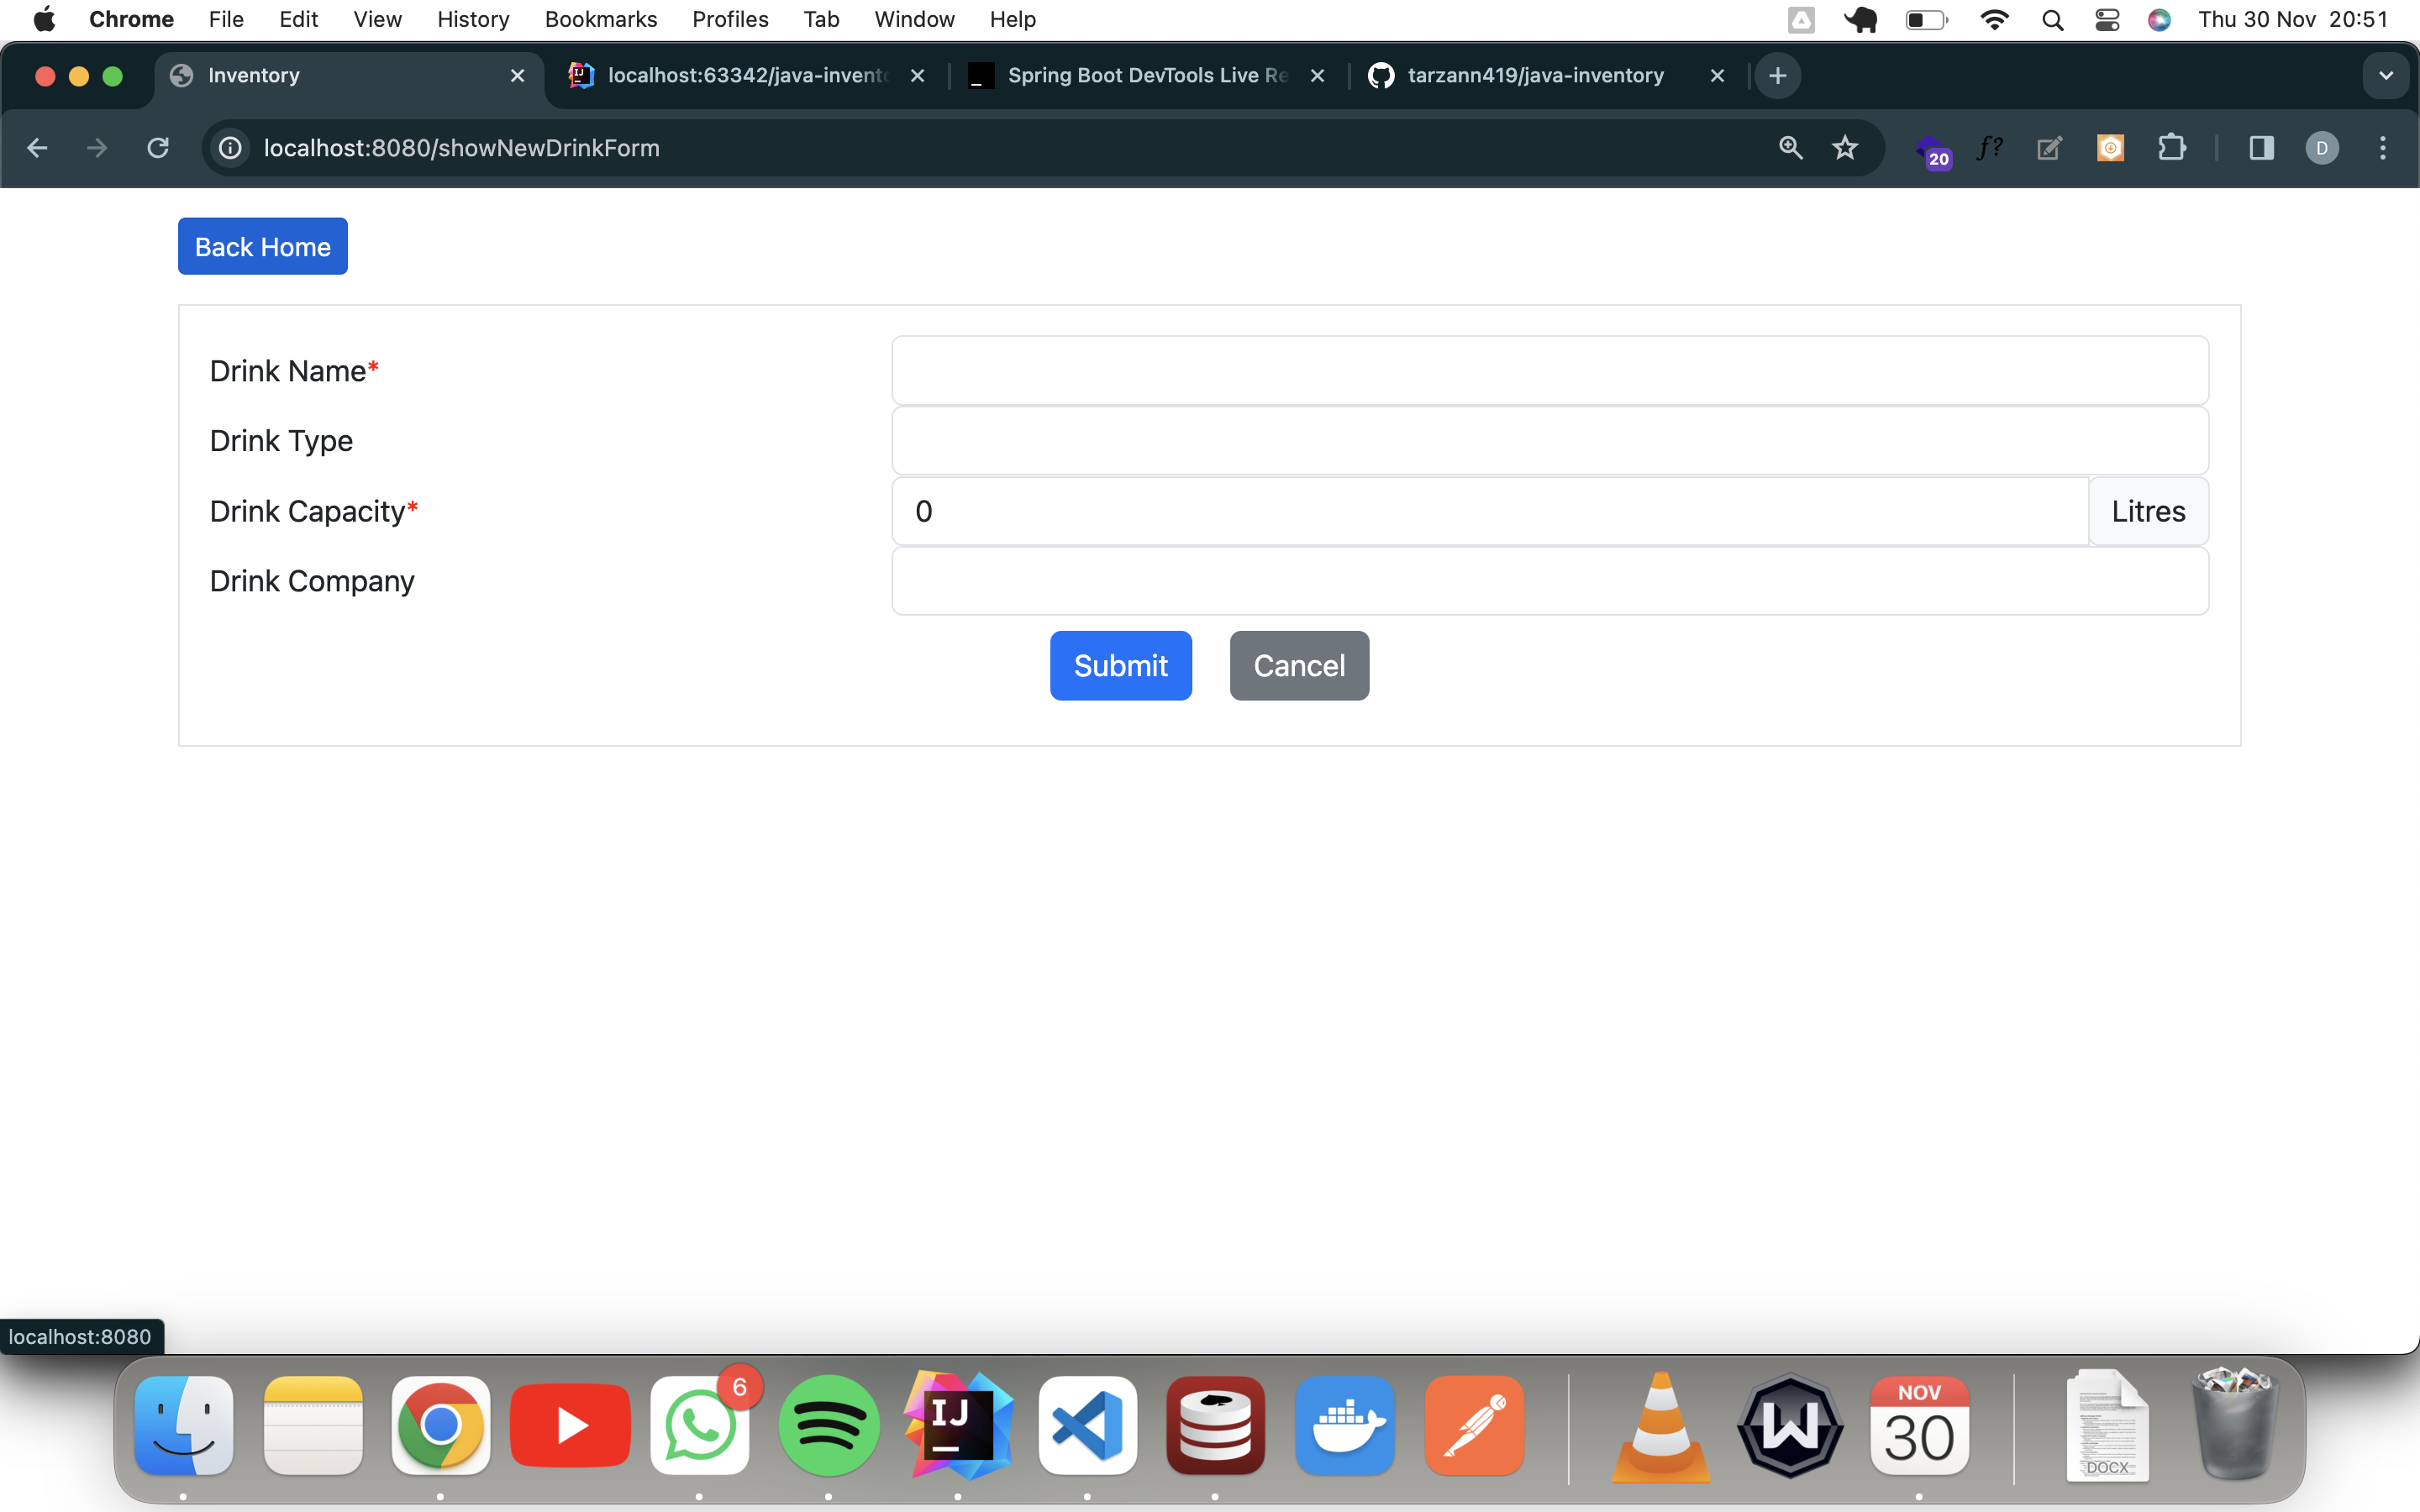 Chrome File Edit View History Bookmarks Profiles Tab Window Help Thu 30 Nov 20:51
Inventory localhost:63342/java-invent Spring Boot DevTools Live Re tarzann419/java-inventory
localhost:8080/showNewDrinkForm 20 f? D
Back Home
Drink Name*
Drink Type
Drink Capacity* 0 Litres
Drink Company
Submit Cancel
localhost:8080
6
IJ
NOV
30
DOCX